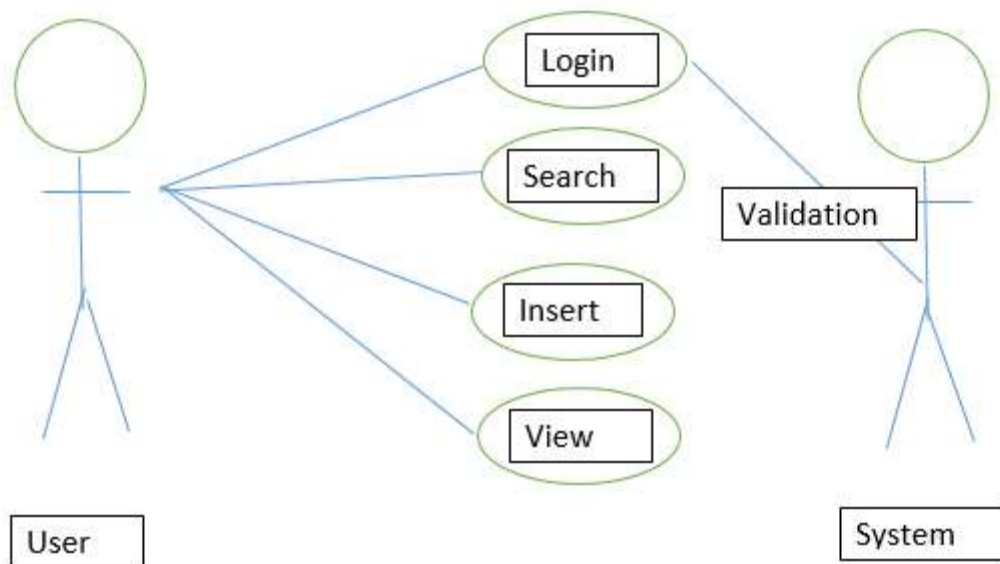 Login
Search
Validation
Insert
View
User
System